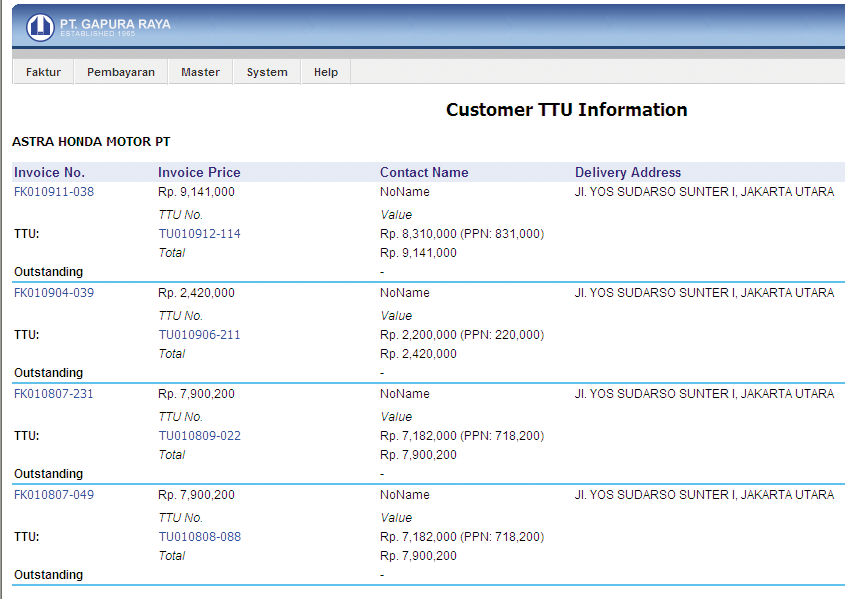 PT. GAPURA RAYA
ESTABLISHED 1965
Faktur Pembayaran Master System Help
Customer TTU Information
ASTRA HONDA MOTOR PT
Invoice No. Invoice Price Contact Name Delivery Address
FK010911-038 Rp. 9,141,000 NoName Jl. YOS SUDARSO SUNTER I, JAKARTA UTARA
TTU No. Value
TTU: TU010912-114 Rp. 8,310,000 (PPN: 831,000)
Total Rp. 9,141,000
Outstanding -
FK010904-039 Rp. 2,420,000 NoName Jl. YOS SUDARSO SUNTER I, JAKARTA UTARA
TTU No. Value
TTU: TU010906-211 Rp. 2,200,000 (PPN: 220,000)
Total Rp. 2,420,000
Outstanding -
FK010807-231 Rp. 7,900,200 NoName Jl. YOS SUDARSO SUNTER I, JAKARTA UTARA
TTU No. Value
TTU: TU010809-022 Rp. 7,182,000 (PPN: 718,200)
Total Rp. 7,900,200
Outstanding -
FK010807-049 Rp. 7,900,200 NoName Jl. YOS SUDARSO SUNTER I, JAKARTA UTARA
TTU No. Value
TTU: TU010808-088 Rp. 7,182,000 (PPN: 718,200)
Total Rp. 7,900,200
Outstanding -